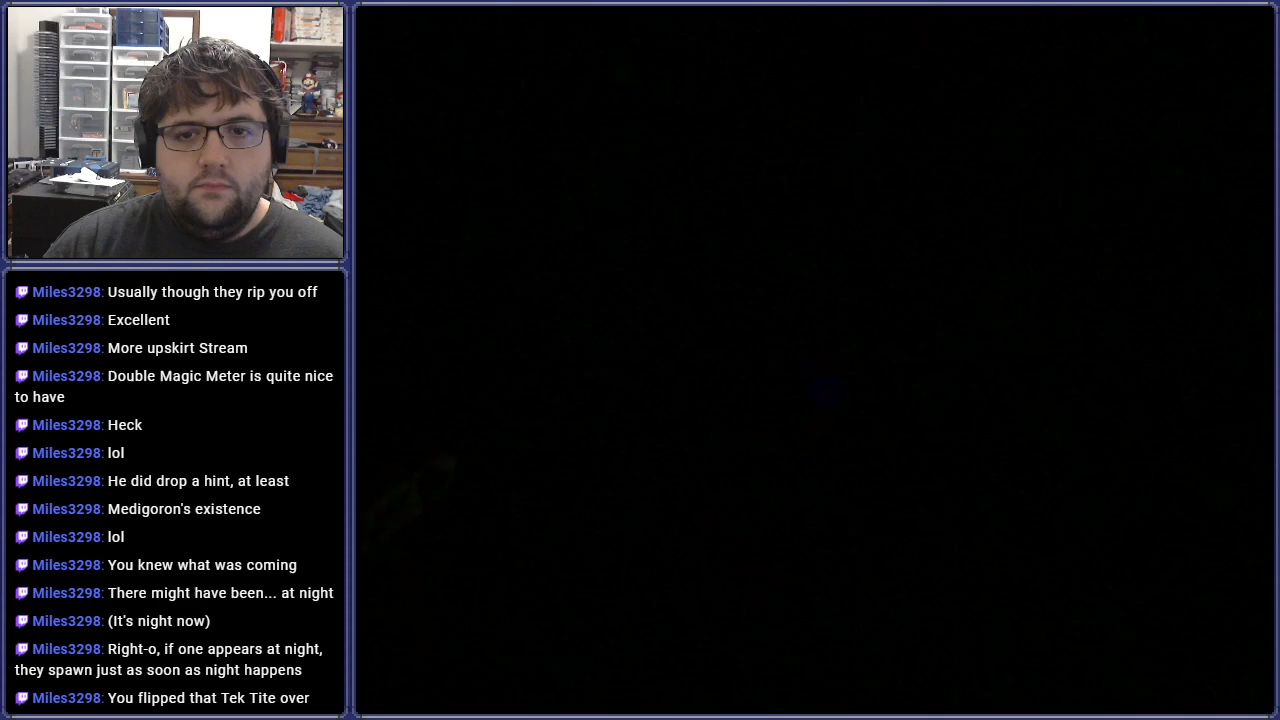 Miles3298: Usually though they rip you off
Miles3298: Excellent
Miles3298: More upskirt Stream
Miles3298: Double Magic Meter is quite nice
to have
Miles3298: Heck
Miles3298: lol
Miles3298: He did drop a hint, at least
Miles3298: Medigoron's existence
Miles3298: lol
Miles3298: You knew what was coming
Miles3298: There might have been... at night
Miles3298: (It's night now)
Miles3298: Right-o, if one appears at night,
they spawn just as soon as night happens
Miles3298: You flipped that Tek Tite over